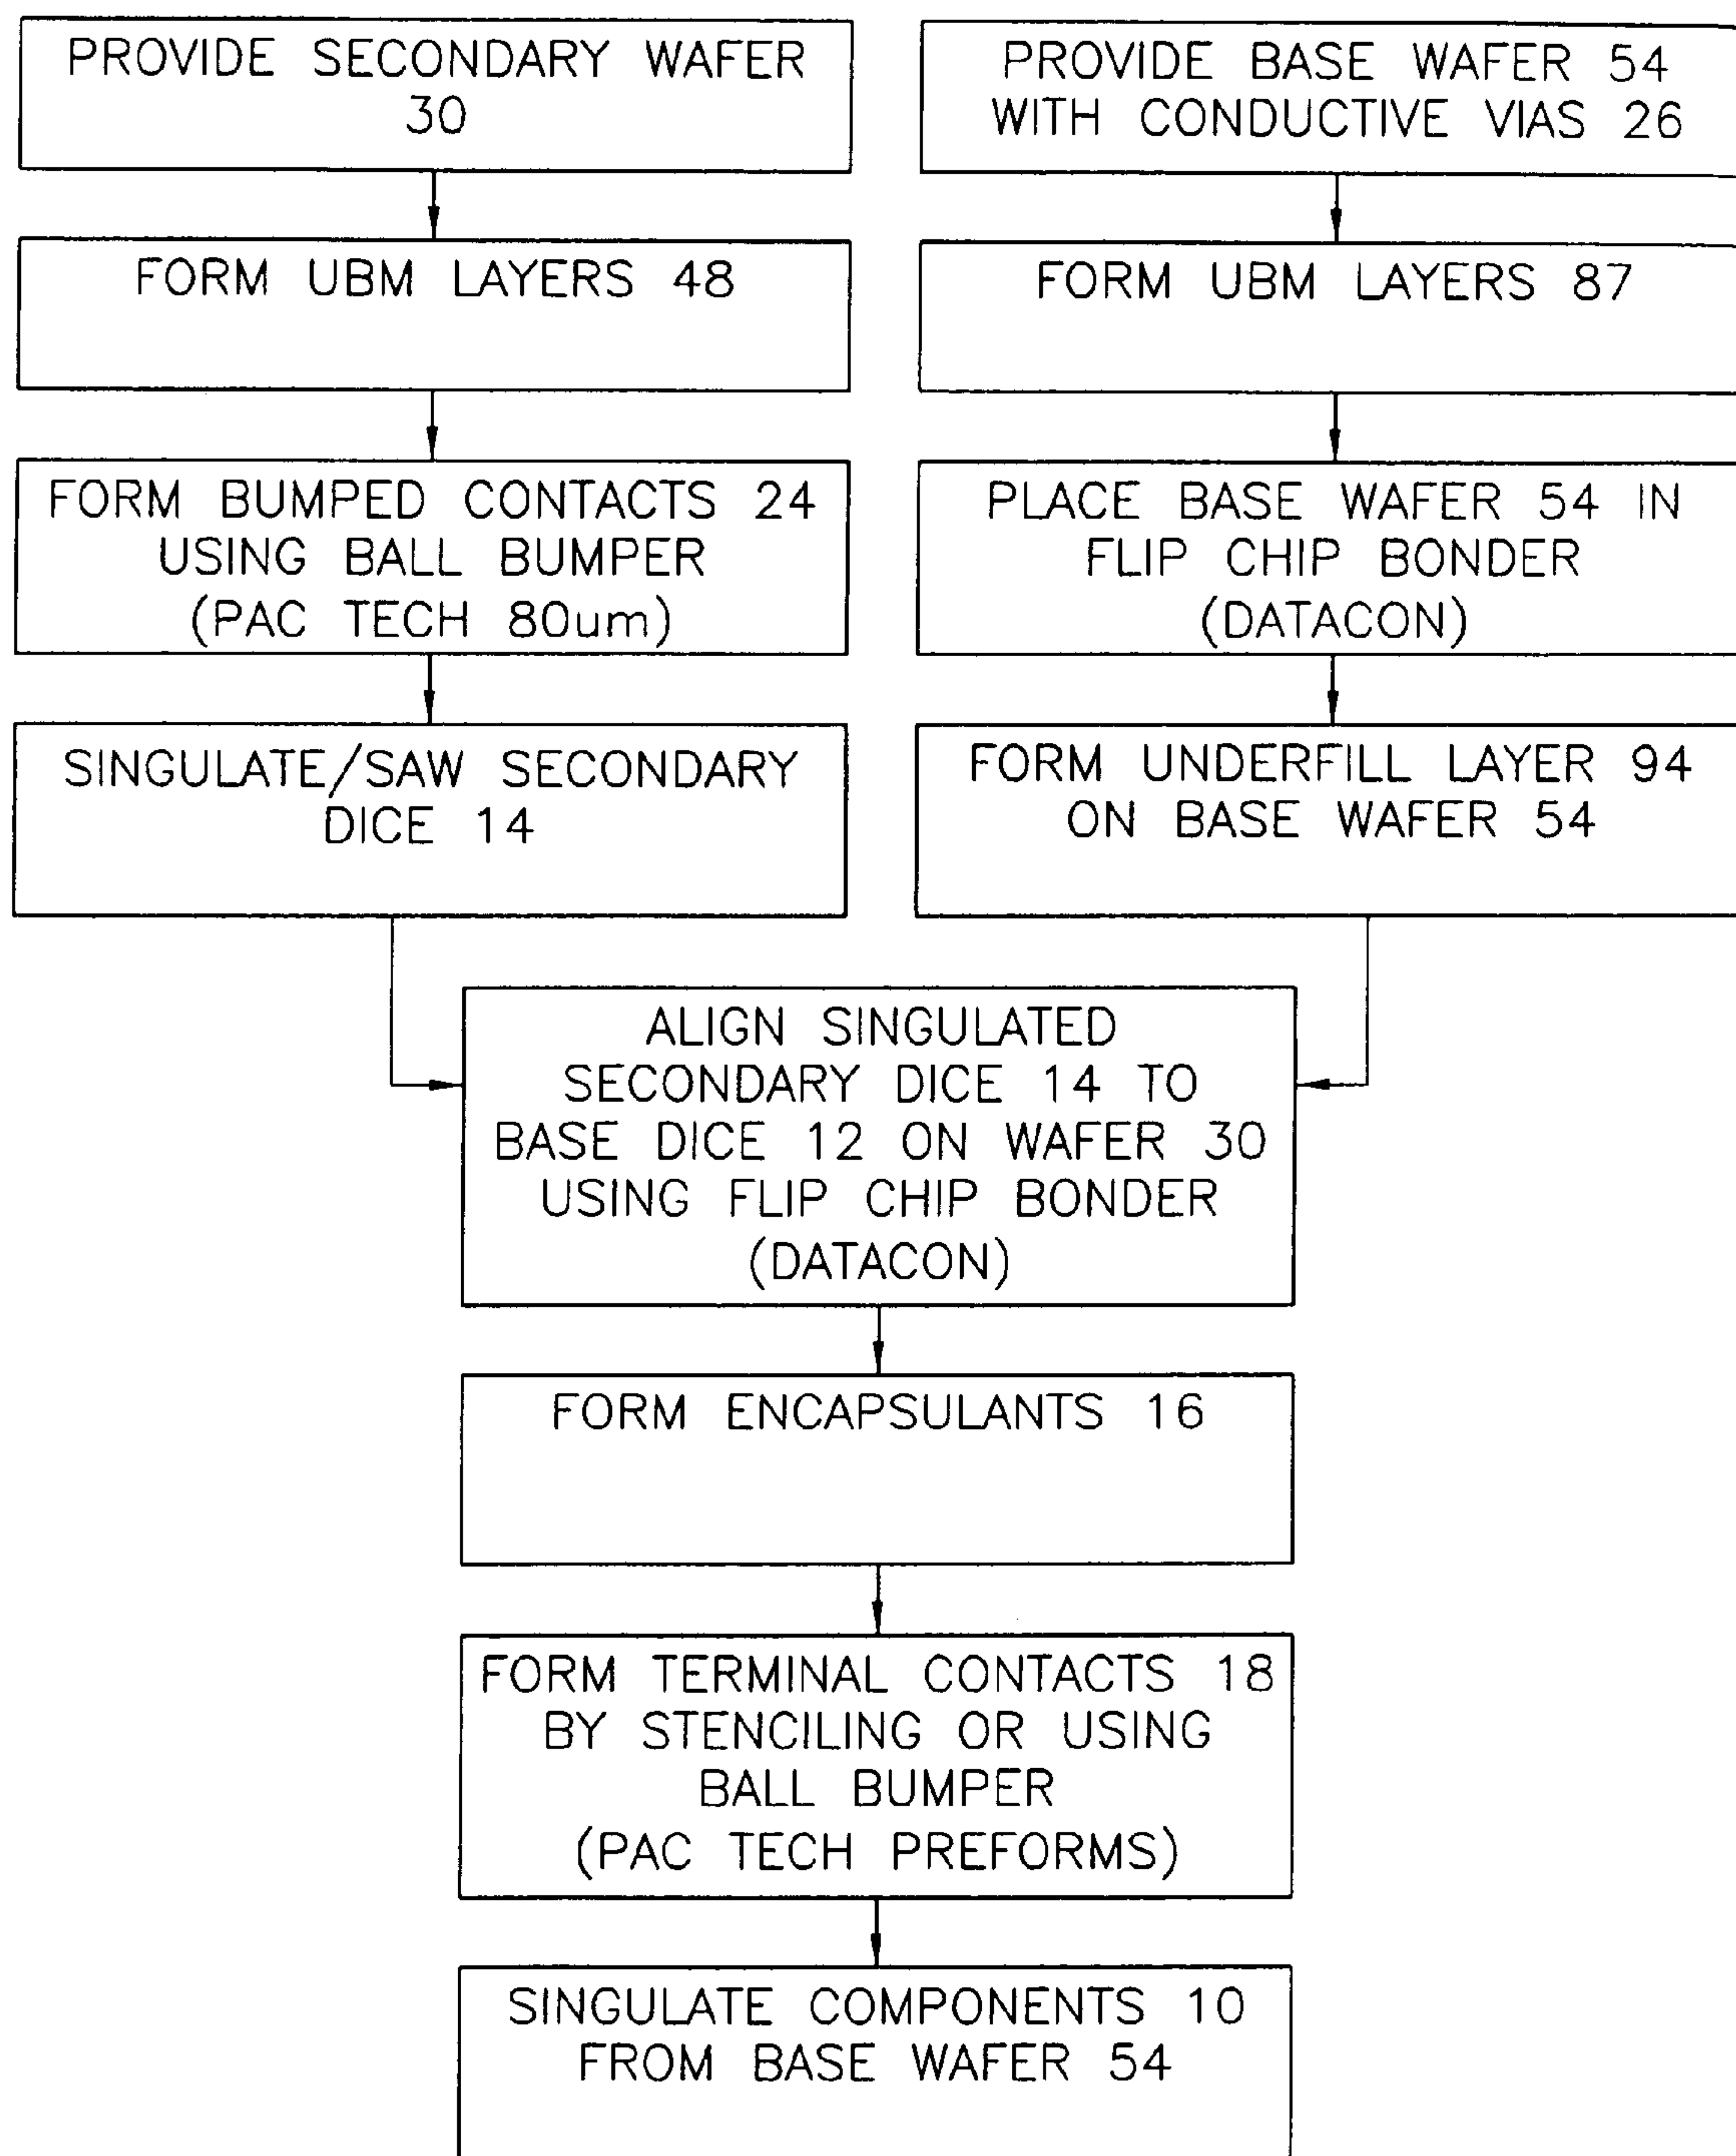 PROVIDE SECONDARY WAFER
30
FORM UBM LAYERS 48
FORM BUMPED CONTACTS 24
USING BALL BUMPER
(PAC TECH 80um)
SINGULATE/SAW SECONDARY
DICE 14
PROVIDE BASE WAFER 54
WITH CONDUCTIVE VIAS 26
FORM UBM LAYERS 87
PLACE BASE WAFER 54 IN
FLIP CHIP BONDER
(DATACON)
FORM UNDERFILL LAYER 94
ON BASE WAFER 54
ALIGN SINGULATED
SECONDARY DICE 14 TO
BASE DICE 12 ON WAFER 30
USING FLIP CHIP BONDER
(DATACON)
FORM ENCAPSULANTS 16
FORM TERMINAL CONTACTS 18
BY STENCILING OR USING
BALL BUMPER
(PAC TECH PREFORMS)
SINGULATE COMPONENTS 10
FROM BASE WAFER 54